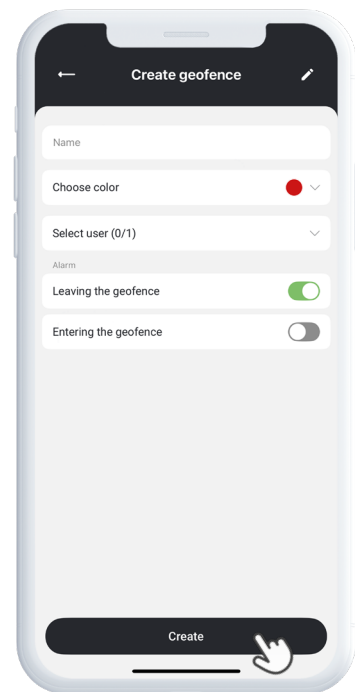 Create geofence
Name
Choose color
Select user (0/1)
Alarm
Leaving the geofence
Entering the geofence
Create